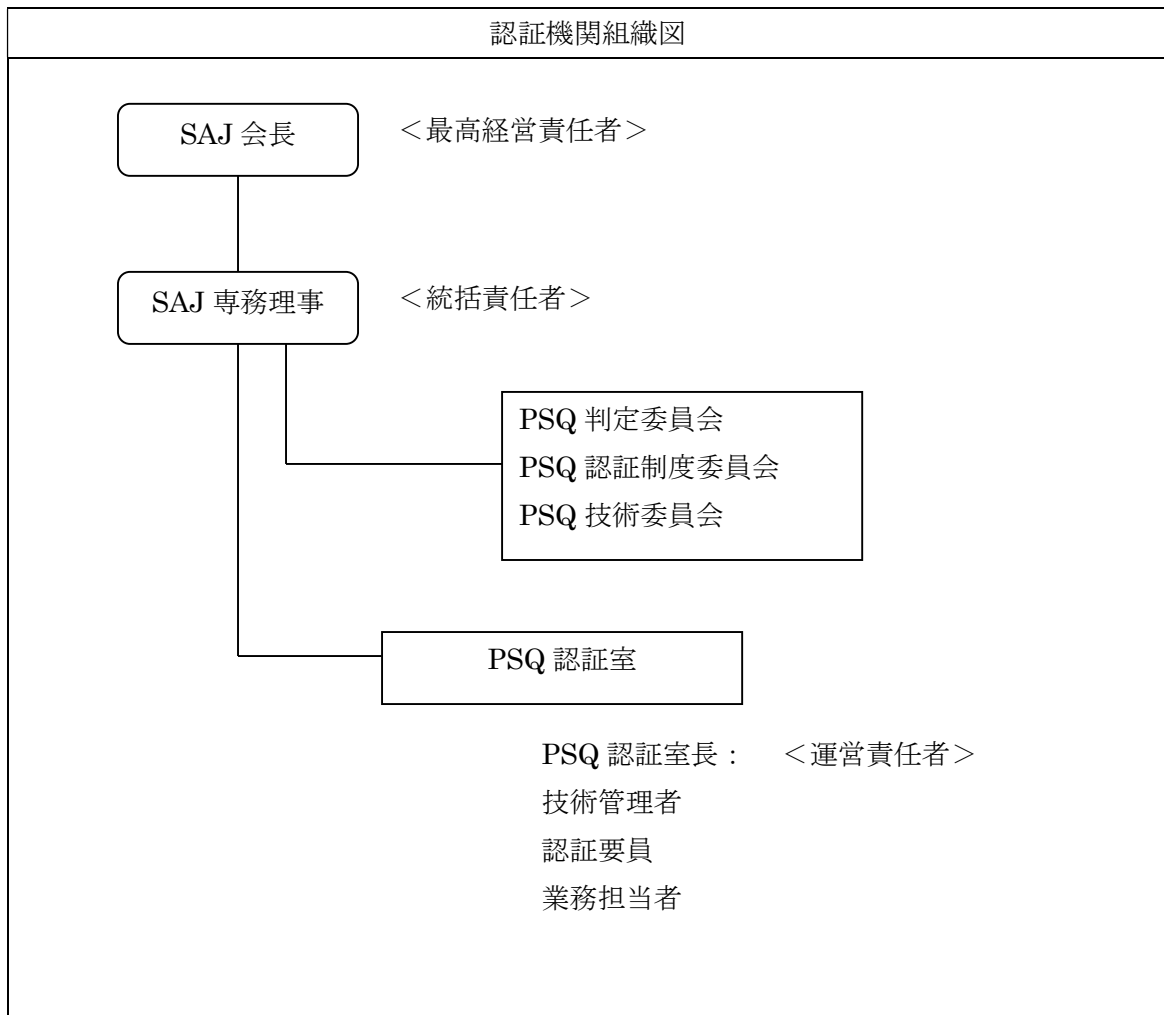 認証機関組織図
SAJ 会長 ＜最高経営責任者＞
SAJ 専務理事 ＜統括責任者＞
PSQ 判定委員会
PSQ 認証制度委員会
PSQ 技術委員会
PSQ 認証室
PSQ 認証室長： ＜運営責任者＞
技術管理者
認証要員
業務担当者